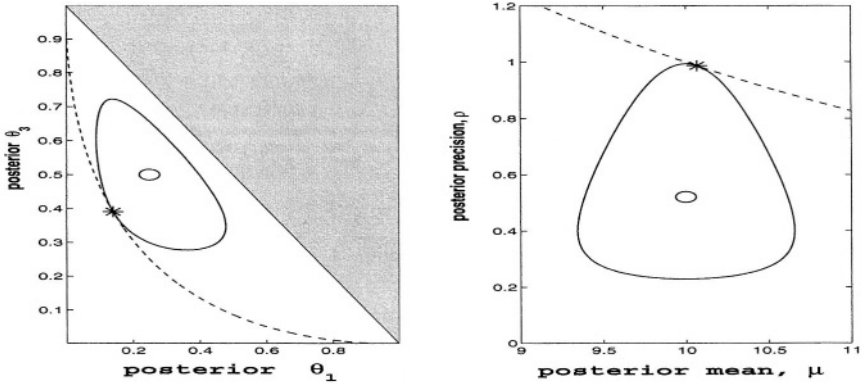 0.9
0.8
0.7
0.6
0.5
0.4
0.3
0.2
0.1
posterior θ3
0.2 0.4 0.6 0.8
posterior θ1
1.2
1
0.8
0.6
0.4
0.2
0
posterior precision, ρ
9 9.5 10 10.5 11
posterior mean, μ